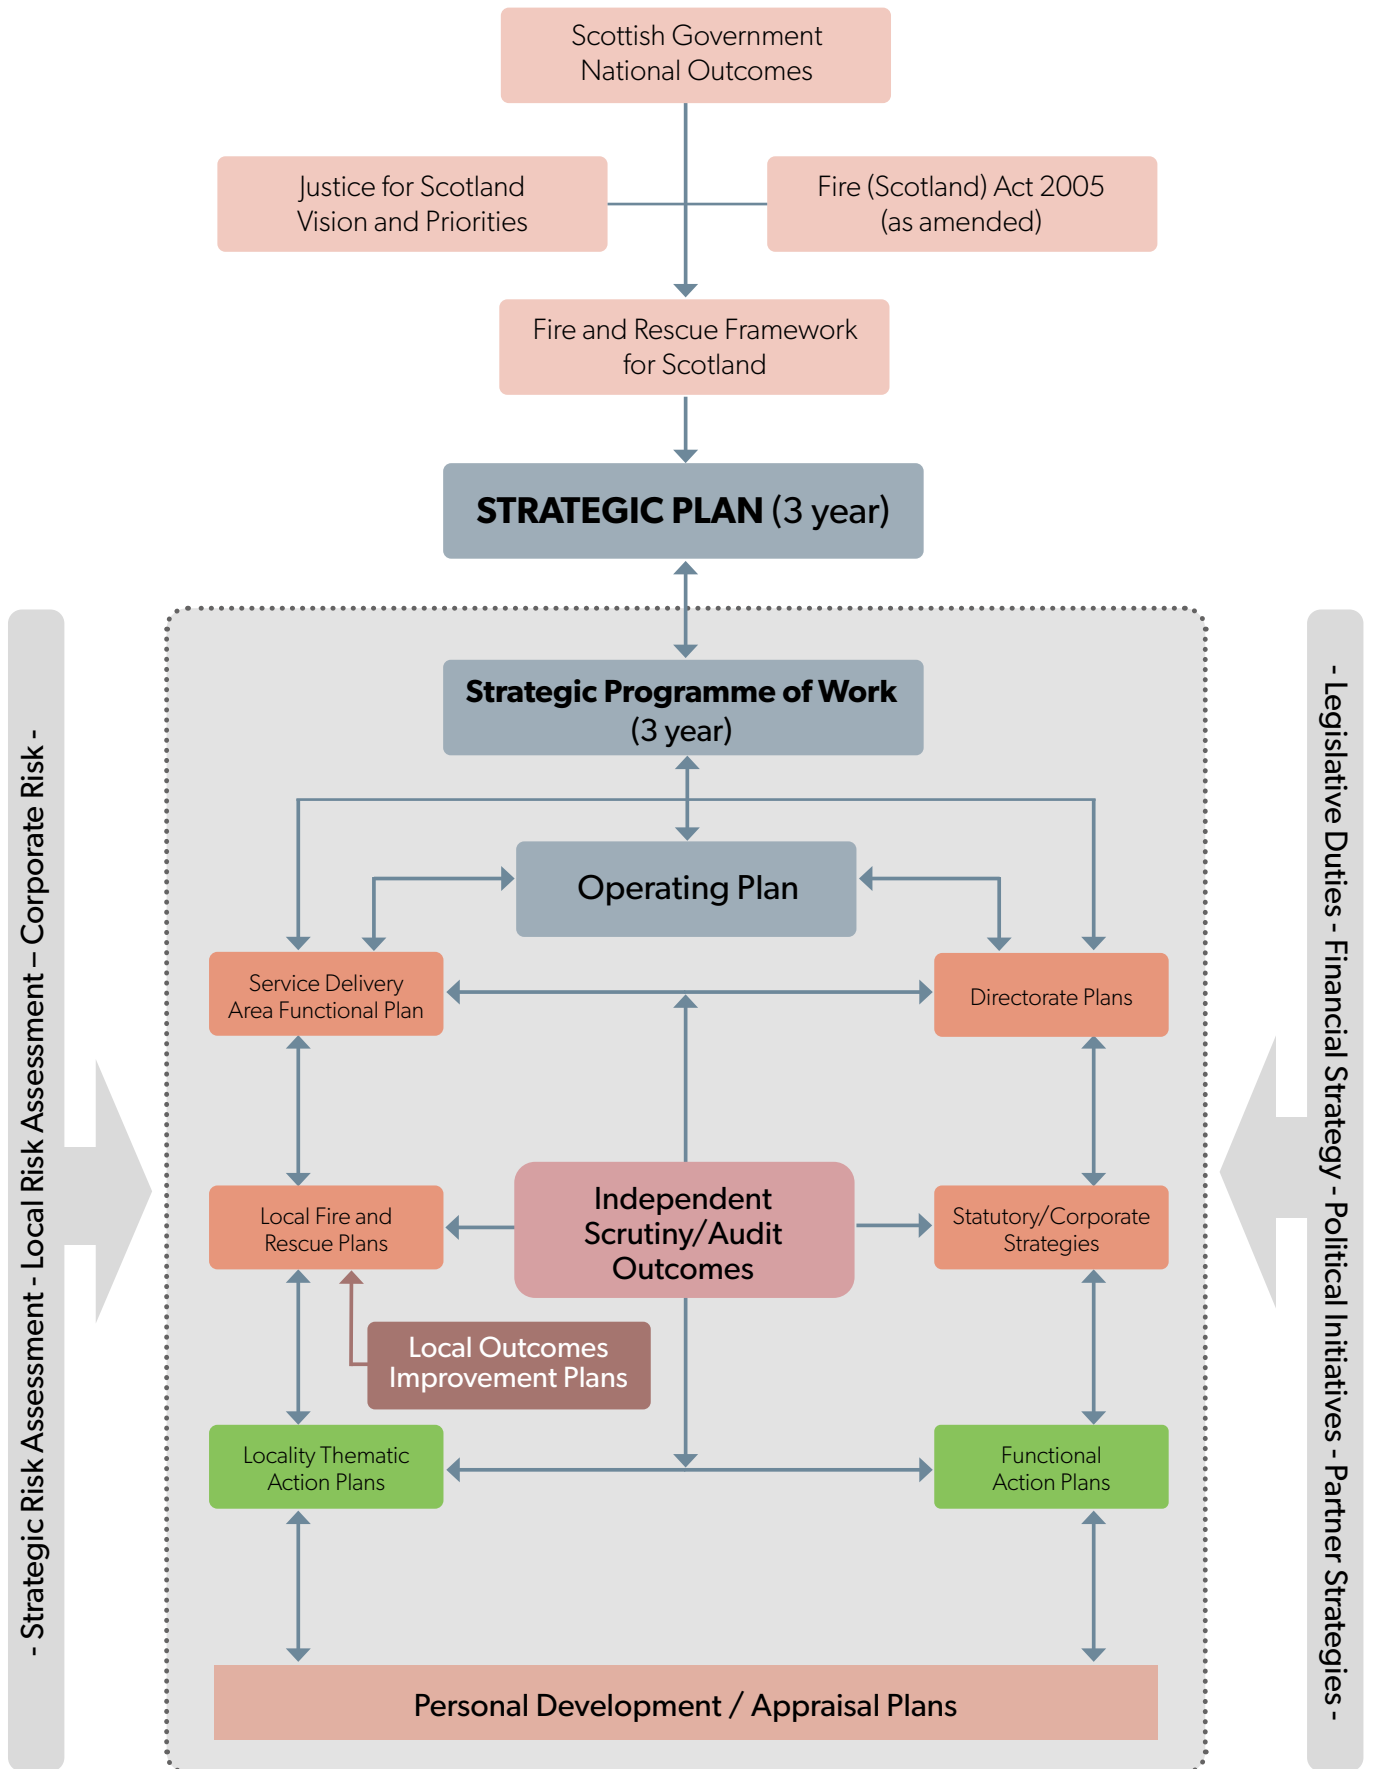 Scottish Government
National Outcomes
Justice for Scotland
Vision and Priorities
Fire (Scotland) Act 2005
(as amended)
Fire and Rescue Framework
for Scotland
STRATEGIC PLAN (3 year)
Strategic Programme of Work
(3 year)
Operating Plan
Service Delivery
Area Functional Plan
Directorate Plans
Local Fire and
Rescue Plans
Independent
Scrutiny/Audit
Outcomes
Statutory/Corporate
Strategies
Local Outcomes
Improvement Plans
Locality Thematic
Action Plans
Functional
Action Plans
Personal Development / Appraisal Plans
- Strategic Risk Assessment - Local Risk Assessment – Corporate Risk -
- Legislative Duties - Financial Strategy - Political Initiatives - Partner Strategies -